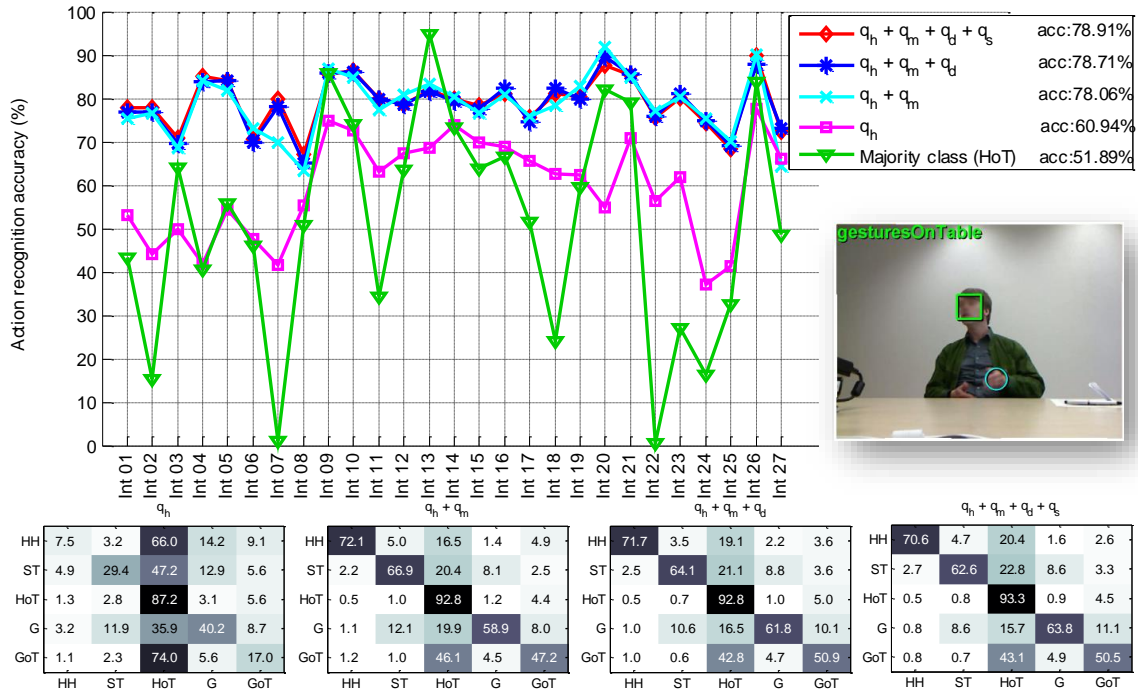 q_h + q_m + q_d + q_s acc:78.91%
q_h + q_m + q_d acc:78.71%
q_h + q_m acc:78.06%
q_h acc:60.94%
Majority class (HoT) acc:51.89%
Action recognition accuracy (%)
100
90
80
70
60
50
40
30
20
10
0
Int 01 Int 02 Int 03 Int 04 Int 05 Int 06 Int 07 Int 08 Int 09 Int 10 Int 11 Int 12 Int 13 Int 14 Int 15 Int 16 Int 17 Int 18 Int 19 Int 20 Int 21 Int 22 Int 23 Int 24 Int 25 Int 26 Int 27
gesturesOnTable
q_h
HH 7.5 3.2 66.0 14.2 9.1
ST 4.9 29.4 47.2 12.9 5.6
HoT 1.3 2.8 87.2 3.1 5.6
G 3.2 11.9 35.9 40.2 8.7
GoT 1.1 2.3 74.0 5.6 17.0
HH ST HoT G GoT
q_h + q_m
72.1 5.0 16.5 1.4 4.9
2.2 66.9 20.4 8.1 2.5
0.5 1.0 92.8 1.2 4.4
1.1 12.1 19.9 58.9 8.0
1.2 1.0 46.1 4.5 47.2
HH ST HoT G GoT
q_h + q_m + q_d
71.7 3.5 19.1 2.2 3.6
2.5 64.1 21.1 8.8 3.6
0.5 0.7 92.8 1.0 5.0
1.0 10.6 16.5 61.8 10.1
1.0 0.6 42.8 4.7 50.9
HH ST HoT G GoT
q_h + q_m + q_d + q_s
HH 70.6 4.7 20.4 1.6 2.6
ST 2.7 62.6 22.8 8.6 3.3
HoT 0.5 0.8 93.3 0.9 4.5
G 0.8 8.6 15.7 63.8 11.1
GoT 0.8 0.7 43.1 4.9 50.5
HH ST HoT G GoT